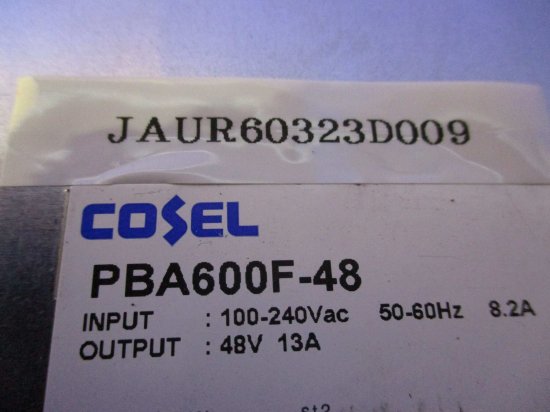 JAUR60323D009
COSEL
PBA600F-48
INPUT : 100-240Vac 50-60Hz 8.2A
OUTPUT : 48V 13A